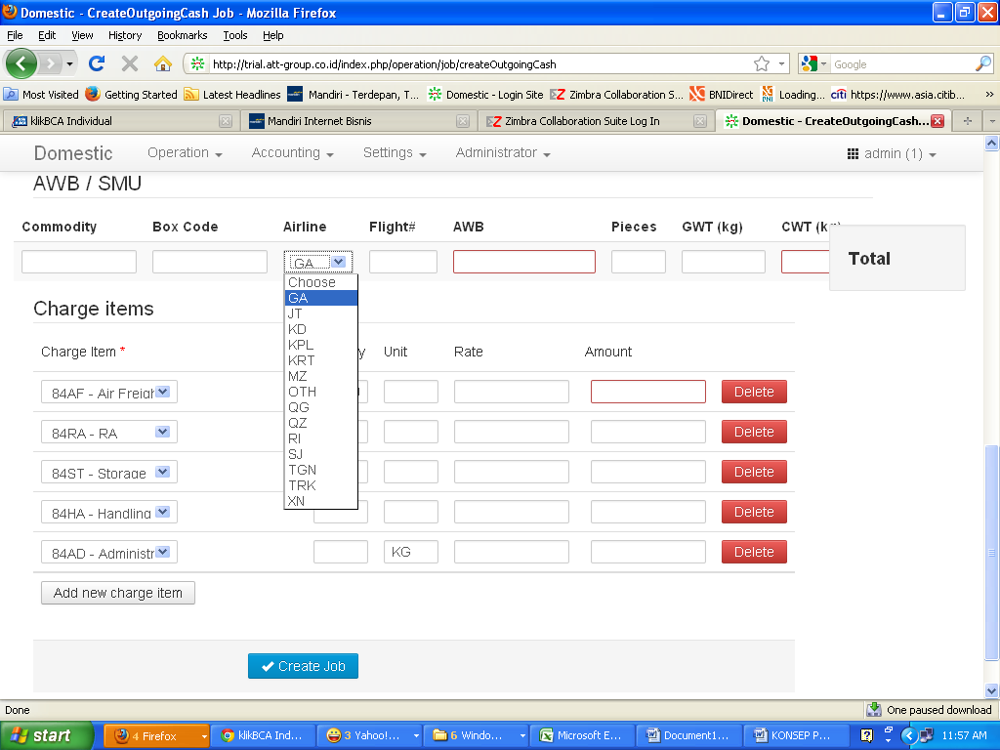 Domestic - CreateOutgoingCash Job - Mozilla Firefox
File Edit View History Bookmarks Tools Help
http://trial.att-group.co.id/index.php/operation/job/createOutgoingCash Google
Most Visited Getting Started Latest Headlines Mandiri - Terdepan, T... Domestic - Login Site Zimbra Collaboration S... BNIDirect Loading... https://www.asia.citib... »
klikBCA Individual Mandiri Internet Bisnis Zimbra Collaboration Suite Log In Domestic - CreateOutgoingCash...
Domestic Operation Accounting Settings Administrator admin (1)
AWB / SMU
Commodity Box Code Airline Flight# AWB Pieces GWT (kg) CWT (kg)
GA
Total
Choose
GA
JT
KD
KPL
KRT
MZ
OTH
QG
QZ
RI
SJ
TGN
TRK
XN
Charge items
Charge Item * y Unit Rate Amount
84AF - Air Freigh Delete
84RA - RA Delete
84ST - Storage Delete
84HA - Handling Delete
84AD - Administr KG Delete
Add new charge item
Create Job
Done One paused download
start 4 Firefox klikBCA Ind... 3 Yahoo!... 6 Windo... Microsoft E... Document1... KONSEP P... 11:57 AM